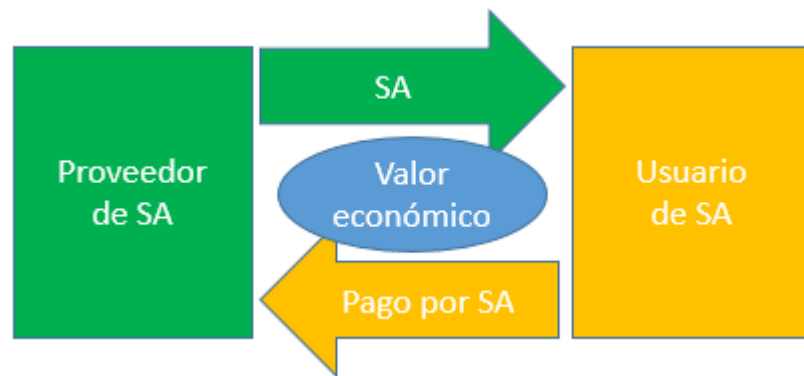 Proveedor
de SA
SA
Valor
económico
Pago por SA
Usuario
de SA